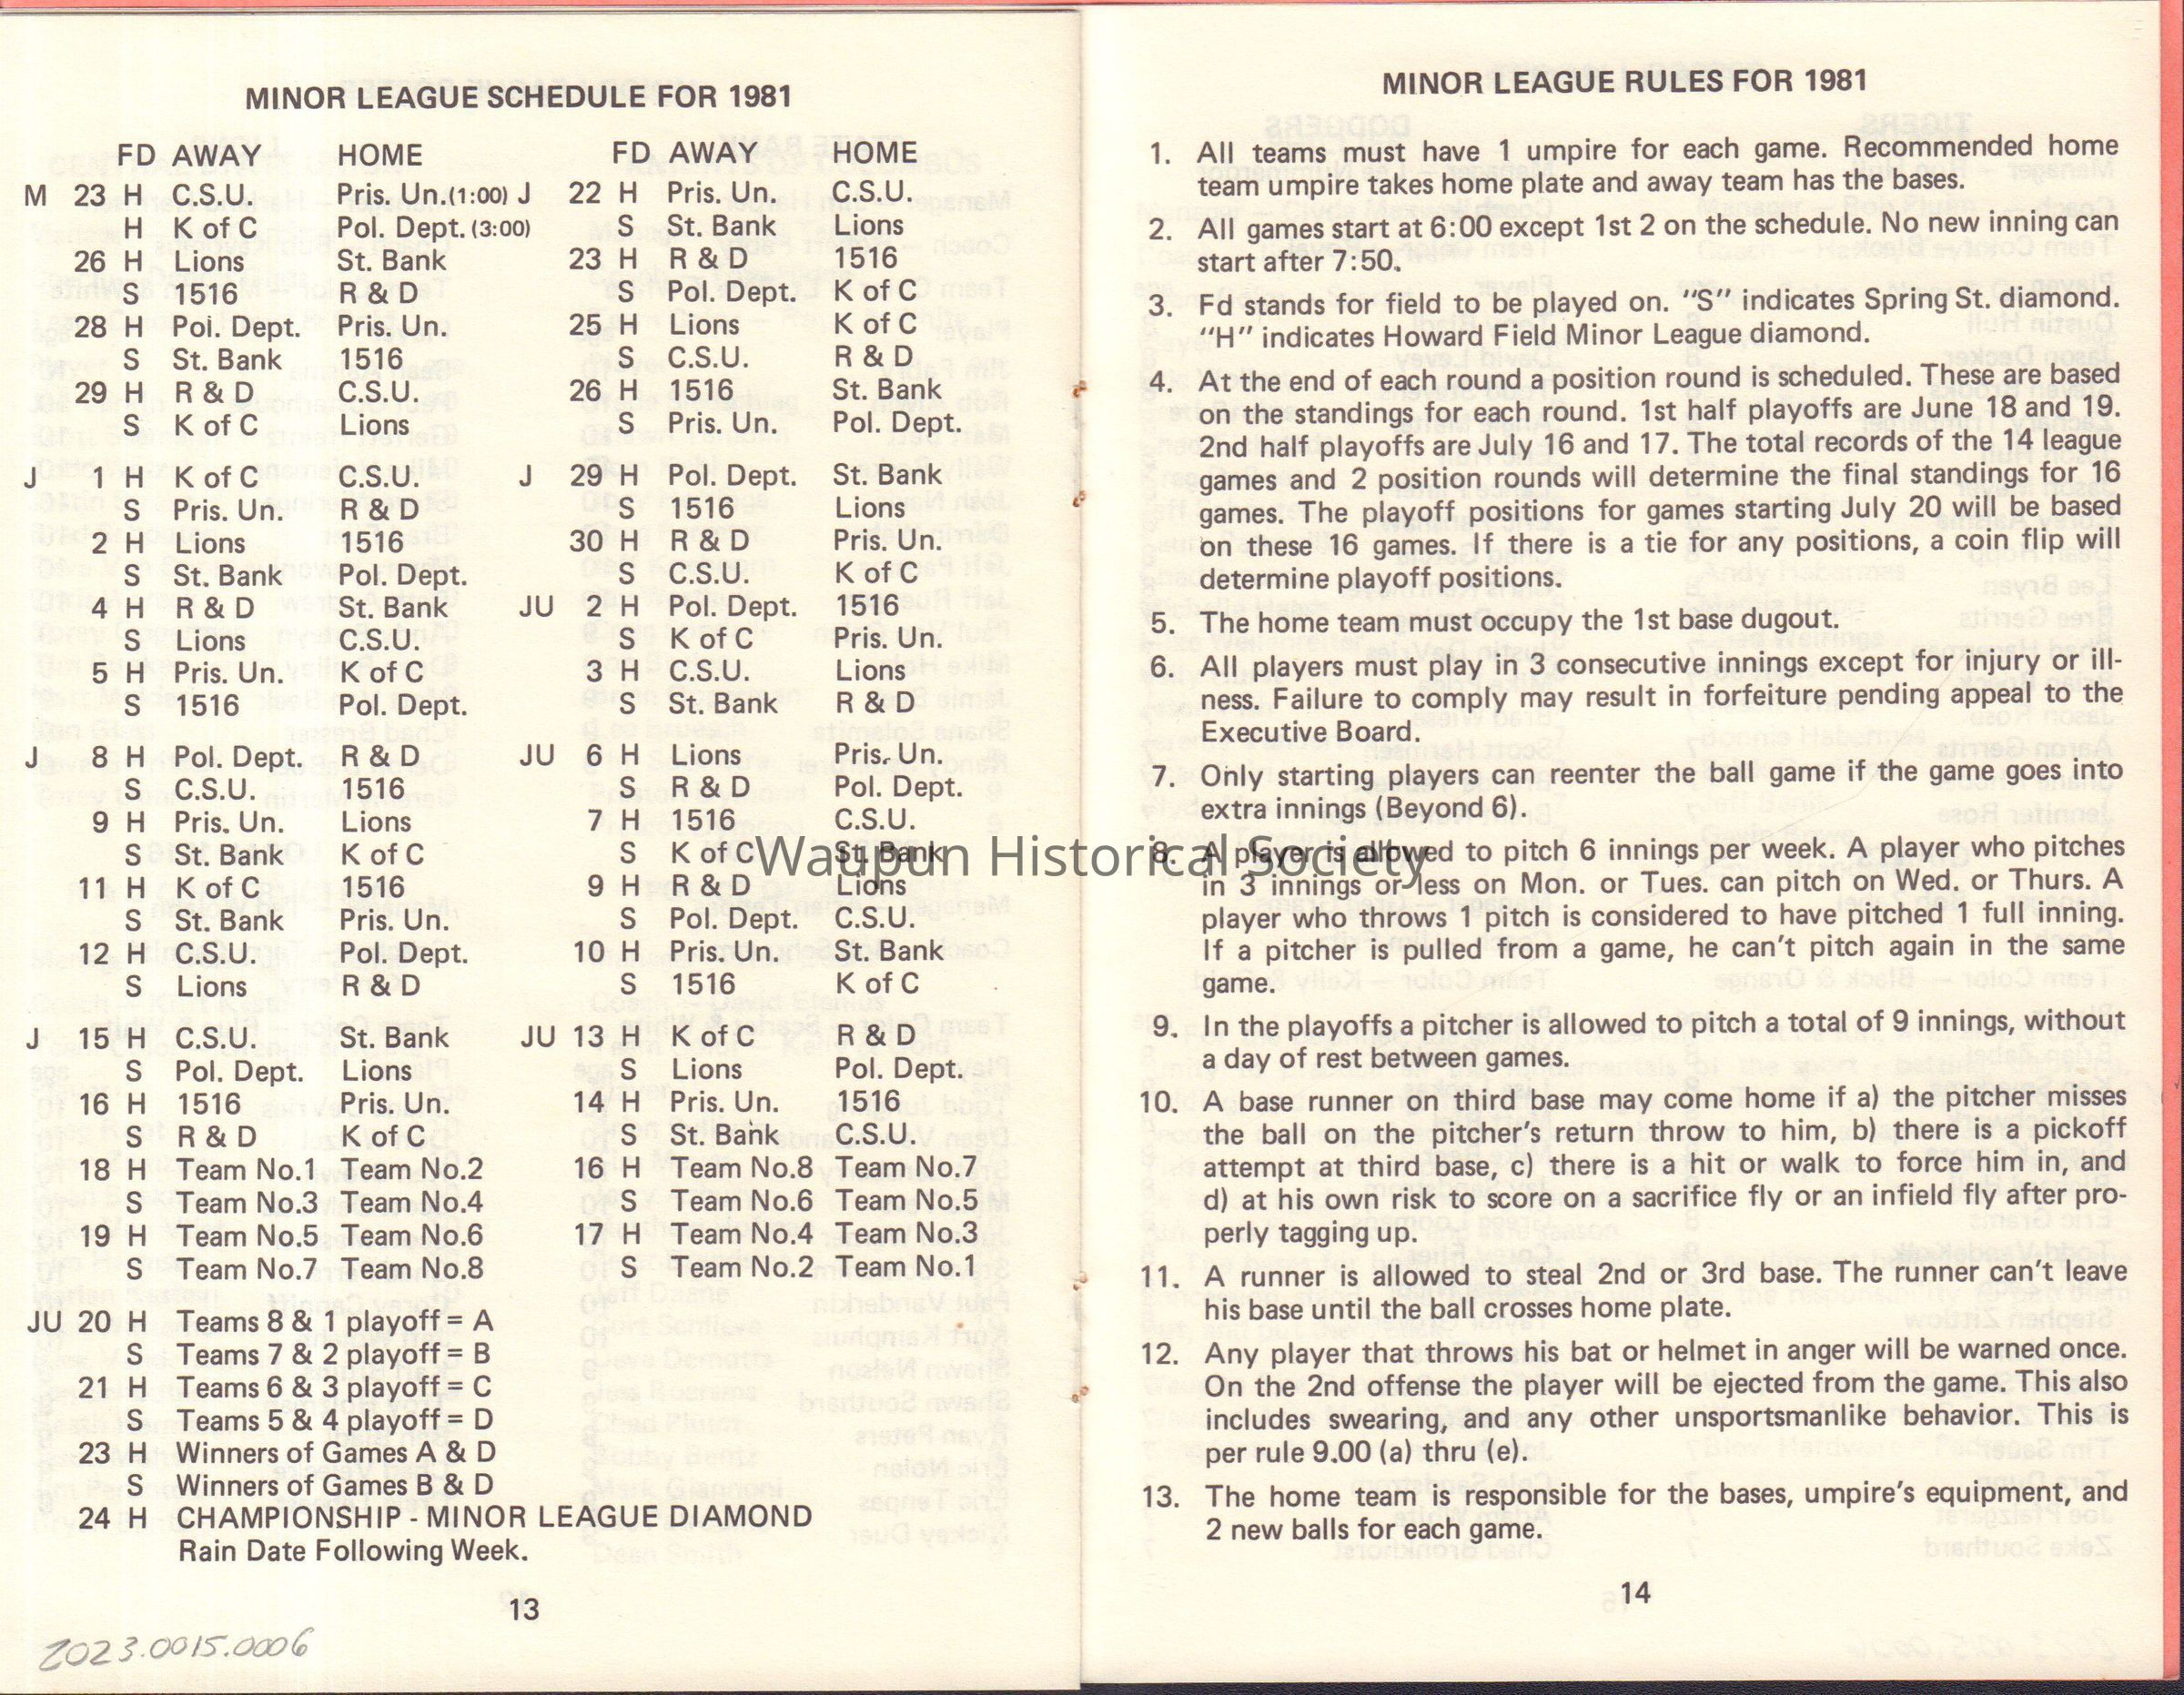 MINOR LEAGUE SCHEDULE FOR 1981
FD AWAY HOME
M 23 H C.S.U. Pris. Un.(1:00)
H K of C Pol. Dept. (3:00)
26 H Lions St. Bank
S 1516 R & D
28 H Pol. Dept. Pris. Un.
S St. Bank 1516
29 H R & D C.S.U.
S K of C Lions
J 1 H K of C C.S.U.
S Pris. Un. R & D
2 H Lions 1516
S St. Bank Pol. Dept.
4 H R & D St. Bank
S Lions C.S.U.
5 H Pris. Un. K of C
S 1516 Pol. Dept.
J 8 H Pol. Dept. R & D
S C.S.U. 1516
9 H Pris. Un. Lions
S St. Bank K of C
11 H K of C 1516
S St. Bank Pris. Un.
12 H C.S.U. Pol. Dept.
S Lions R & D
J 15 H C.S.U. St. Bank
S Pol. Dept. Lions
16 H 1516 Pris. Un.
S R & D K of C
18 H Team No.1 Team No.2
S Team No.3 Team No.4
19 H Team No.5 Team No.6
S Team No.7 Team No.8
JU 20 H Teams 8 & 1 playoff = A
S Teams 7 & 2 playoff = B
21 H Teams 6 & 3 playoff = C
S Teams 5 & 4 playoff = D
23 H Winners of Games A & D
S Winners of Games B & D
24 H CHAMPIONSHIP - MINOR LEAGUE DIAMOND
Rain Date Following Week.
FD AWAY HOME
J 22 H Pris. Un. C.S.U.
S St. Bank Lions
23 H R & D 1516
S Pol. Dept. K of C
25 H Lions K of C
S C.S.U. R & D
26 H 1516 St. Bank
S Pris. Un. Pol. Dept.
J 29 H Pol. Dept. St. Bank
S 1516 Lions
30 H R & D Pris. Un.
S C.S.U. K of C
JU 2 H Pol. Dept. 1516
S K of C Pris. Un.
3 H C.S.U. Lions
S St. Bank R & D
JU 6 H Lions Pris. Un.
S R & D Pol. Dept.
7 H 1516 C.S.U.
S K of C St. Bank
9 H R & D Lions
S Pol. Dept. C.S.U.
10 H Pris. Un. St. Bank
S 1516 K of C
JU 13 H K of C R & D
S Lions Pol. Dept.
14 H Pris. Un. 1516
S St. Bank C.S.U.
16 H Team No.8 Team No.7
S Team No.6 Team No.5
17 H Team No.4 Team No.3
S Team No.2 Team No.1
13
2023.0015.0006
Waupun Historical Society
MINOR LEAGUE RULES FOR 1981
1. All teams must have 1 umpire for each game. Recommended home
team umpire takes home plate and away team has the bases.
2. All games start at 6:00 except 1st 2 on the schedule. No new inning can
start after 7:50.
3. Fd stands for field to be played on. "S" indicates Spring St. diamond.
"H" indicates Howard Field Minor League diamond.
4. At the end of each round a position round is scheduled. These are based
on the standings for each round. 1st half playoffs are June 18 and 19.
2nd half playoffs are July 16 and 17. The total records of the 14 league
games and 2 position rounds will determine the final standings for 16
games. The playoff positions for games starting July 20 will be based
on these 16 games. If there is a tie for any positions, a coin flip will
determine playoff positions.
5. The home team must occupy the 1st base dugout.
6. All players must play in 3 consecutive innings except for injury or ill-
ness. Failure to comply may result in forfeiture pending appeal to the
Executive Board.
7. Only starting players can reenter the ball game if the game goes into
extra innings (Beyond 6).
8. A player is allowed to pitch 6 innings per week. A player who pitches
in 3 innings or less on Mon. or Tues. can pitch on Wed. or Thurs. A
player who throws 1 pitch is considered to have pitched 1 full inning.
If a pitcher is pulled from a game, he can't pitch again in the same
game.
9. In the playoffs a pitcher is allowed to pitch a total of 9 innings, without
a day of rest between games.
10. A base runner on third base may come home if a) the pitcher misses
the ball on the pitcher's return throw to him, b) there is a pickoff
attempt at third base, c) there is a hit or walk to force him in, and
d) at his own risk to score on a sacrifice fly or an infield fly after pro-
perly tagging up.
11. A runner is allowed to steal 2nd or 3rd base. The runner can't leave
his base until the ball crosses home plate.
12. Any player that throws his bat or helmet in anger will be warned once.
On the 2nd offense the player will be ejected from the game. This also
includes swearing, and any other unsportsmanlike behavior. This is
per rule 9.00 (a) thru (e).
13. The home team is responsible for the bases, umpire's equipment, and
2 new balls for each game.
14